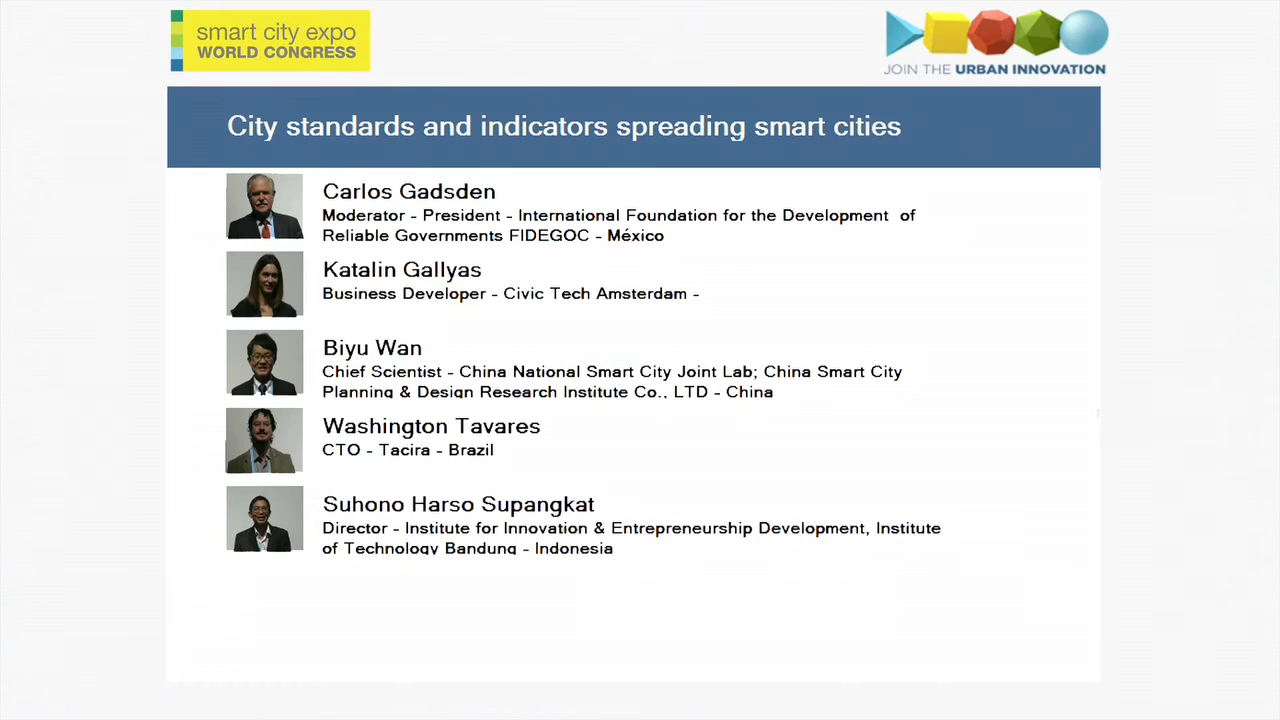 smart city expo
WORLD CONGRESS
JOIN THE URBAN INNOVATION
City standards and indicators spreading smart cities
Carlos Gadsden
Moderator - President - International Foundation for the Development of
Reliable Governments FIDEGOC - México
Katalin Gallyas
Business Developer - Civic Tech Amsterdam -
Biyu Wan
Chief Scientist - China National Smart City Joint Lab; China Smart City
Planning & Design Research Institute Co., LTD - China
Washington Tavares
CTO - Tacira - Brazil
Suhono Harso Supangkat
Director - Institute for Innovation & Entrepreneurship Development, Institute
of Technology Bandung - Indonesia